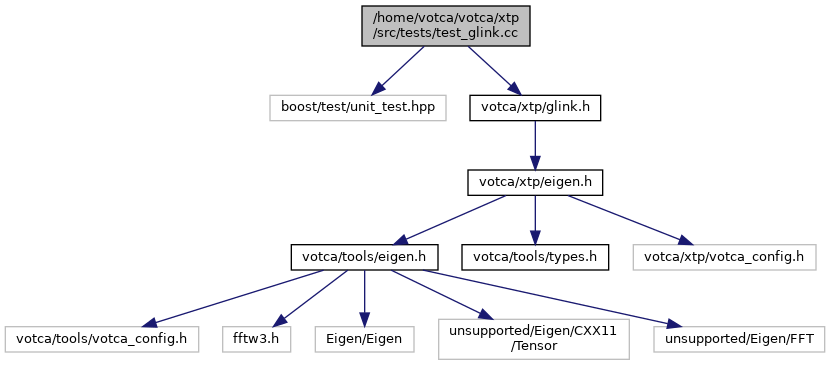 /home/votca/votca/xtp
/src/tests/test_glink.cc
boost/test/unit_test.hpp
votca/xtp/glink.h
votca/xtp/eigen.h
votca/tools/eigen.h
votca/tools/types.h
votca/xtp/votca_config.h
votca/tools/votca_config.h
fftw3.h
Eigen/Eigen
unsupported/Eigen/CXX11
/Tensor
unsupported/Eigen/FFT